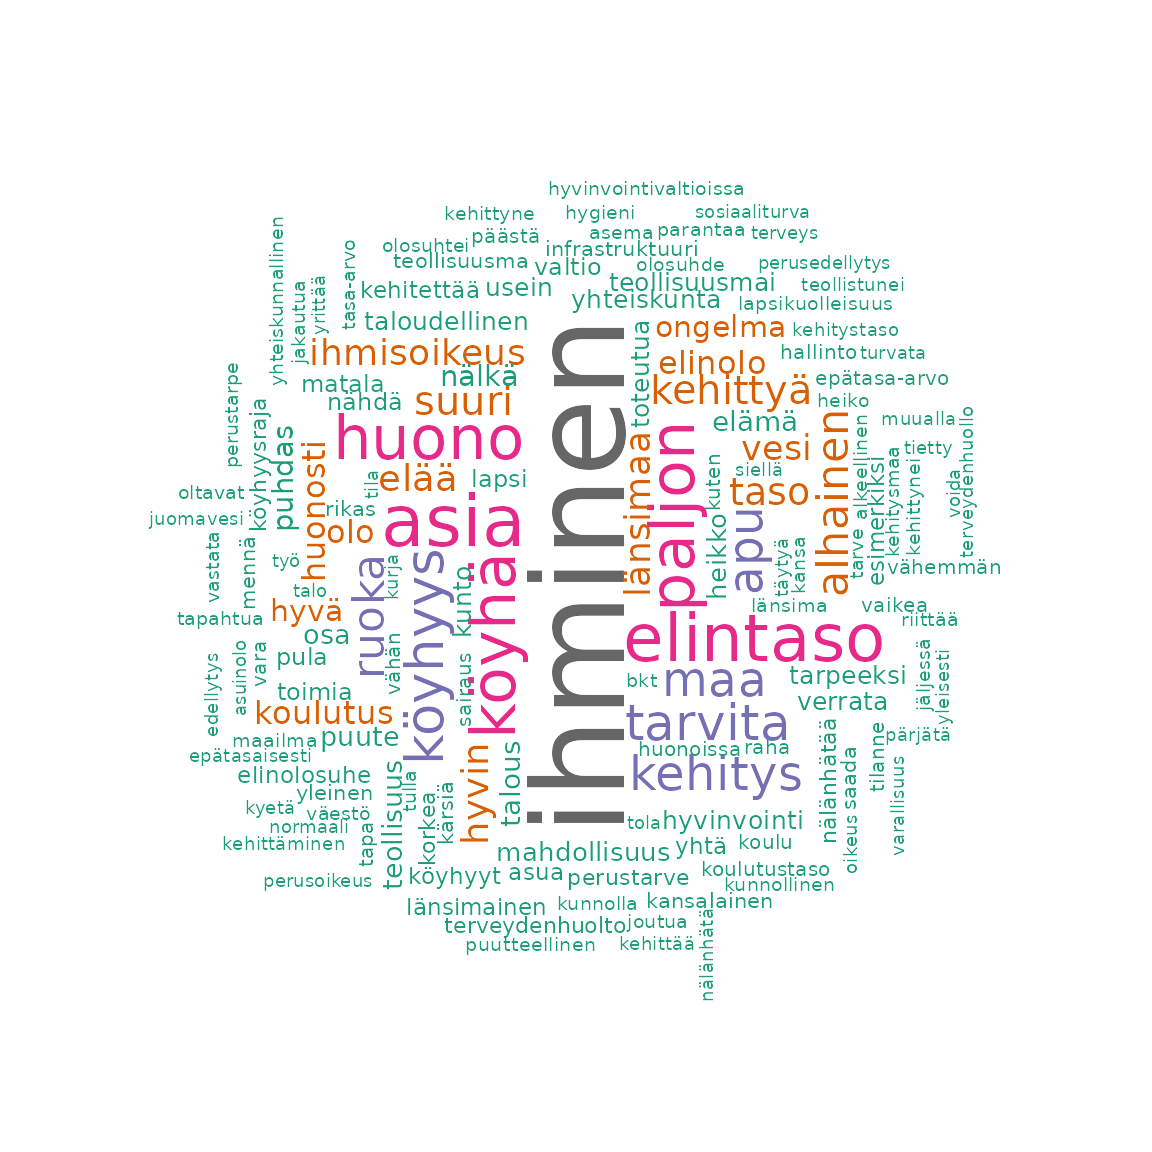 hyvinvointivaltioissa
kehittyne
hygieni
sosiaaliturva
asema
parantaa
terveys
päästä
olosuhtei
infrastruktuuri
teollisuusma
valtio
olosuhde
perusedellytys
yhteiskunnallinen
tasa-arvo
jakautua
yrittää
kehitettää
usein
teollisuusmai
teollistunei
yhteiskunta
lapsikuolleisuus
taloudellinen
ihminen
toteutua
ongelma
kehitystaso
ihmisoikeus
hallinto
turvata
elinolo
nälkä
matala
kehittyä
epätasa-arvo
nähdä
suuri
heiko
perustarpe
köyhyysraja
puhdas
huono
elämä
muualla
paljon
länsimaa
vesi
alhainen
alkeellinen
tietty
terveydenhuollo
huonosti
elää
lapsi
tila
siellä
kuten
taso
esimerkiksi
kehitysmaa
kehittynei
voida
oltavat
rikas
juomavesi
olo
asia
apu
heikko
vastata
mennä
työ
ruoka
kurja
köyhyys
köyhä
kunto
täytyä
kansa
tarve
vähemmän
talo
hyvä
länsima
vaikea
tapahtua
riittää
osa
elintaso
edellytys
asuinolo
vara
pula
vähän
sairaus
bkt
maa
tarpeeksi
jäljessä
yleisesti
toimia
verrata
koulutus
tarvita
maailma
puute
huonoissa
raha
nälänhätää
tilanne
pärjätä
epätasaisesti
elinolosuhe
hyvin
talous
kehitys
saada
varallisuus
yleinen
tulla
kyetä
väestö
korkea
kärsiä
normaali
tola
hyvinvointi
kehittäminen
tapa
teollisuus
mahdollisuus
yhtä
koulu
oikeus
perusoikeus
köyhyyt
asua
perustarve
koulutustaso
kunnollinen
länsimainen
kunnolla
kansalainen
terveydenhuolto
joutua
puutteellinen
kehittää
nälänhätä